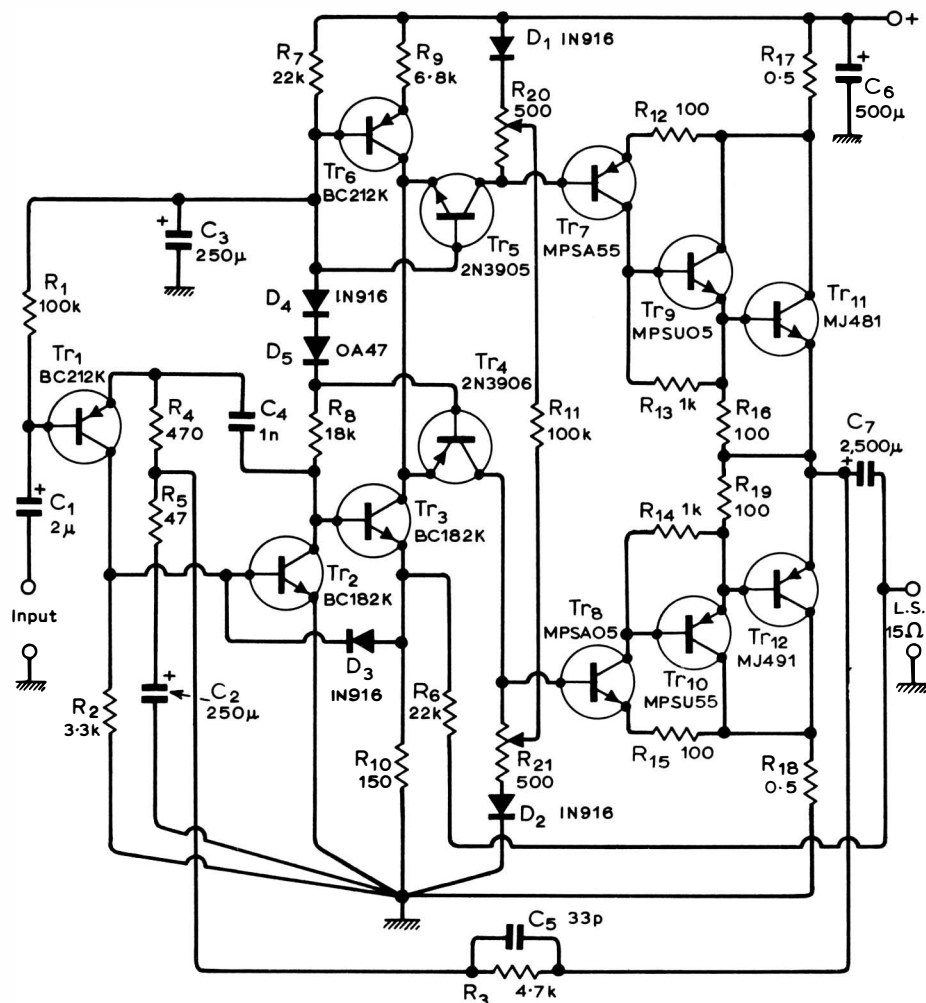 +
D1 IN916
R7
22k
R9
6·8k
R17
0·5
+
C6
500μ
R20
500
R12 100
Tr6
BC212K
+
C3
250μ
Tr5
2N3905
Tr7
MPSA55
R1
100k
D4
IN916
Tr9
MPSU05
Tr11
MJ481
D5
OA47
Tr4
2N3906
Tr1
BC212K
R4
470
C4
1n
R8
18k
R11
100k
R13 1k
R16
100
C7
2,500μ
+
+
C1
2μ
R5
47
Tr3
BC182K
R14 1k
R19
100
Input
Tr2
BC182K
Tr8
MPSA05
Tr12
MJ491
L.S.
15Ω
D3
IN916
Tr10
MPSU55
R2
3·3k
+
C2
250μ
R6
22k
R10
150
R21
500
R15 100
R18
0·5
D2 IN916
C5 33p
R3
4·7k